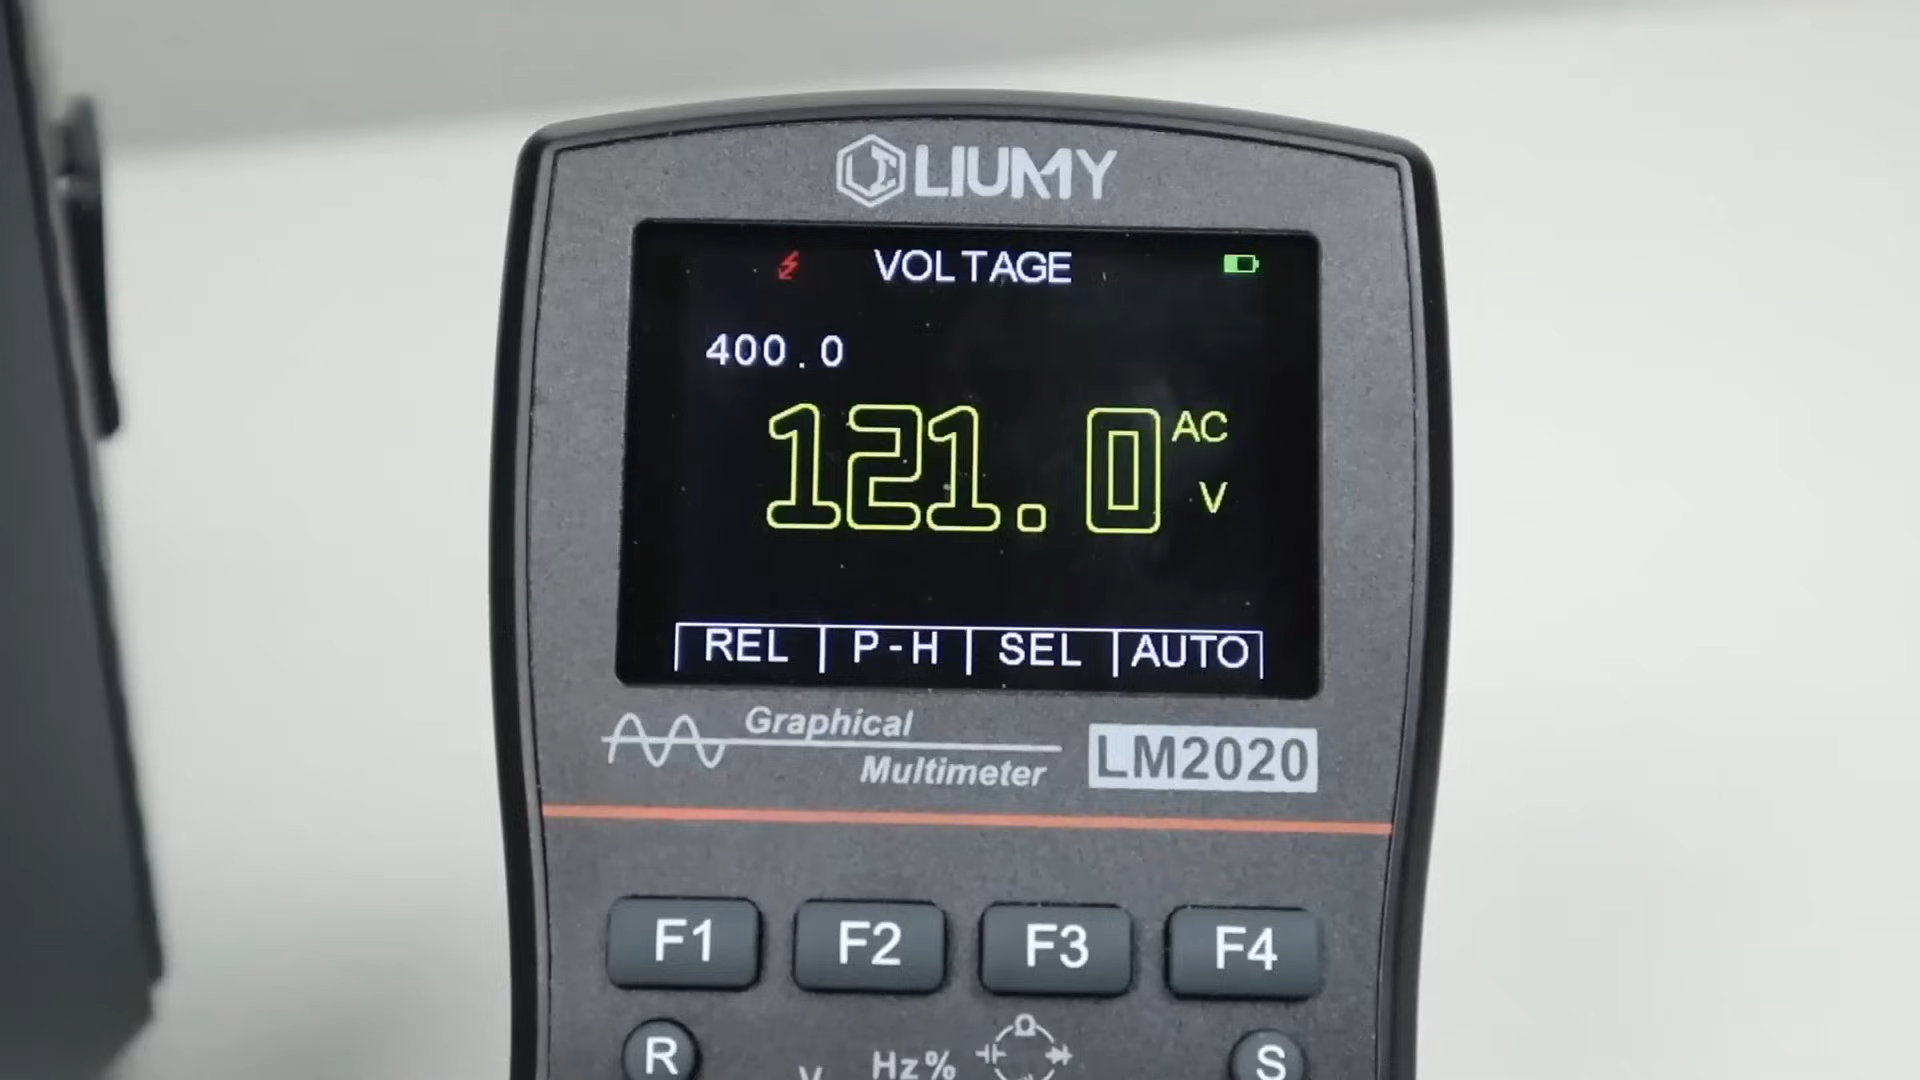 LIUMY
VOLTAGE
400.0
121.0 AC
V
REL P-H SEL AUTO
Graphical
Multimeter
LM2020
F1 F2 F3 F4
R V Hz% Ω S